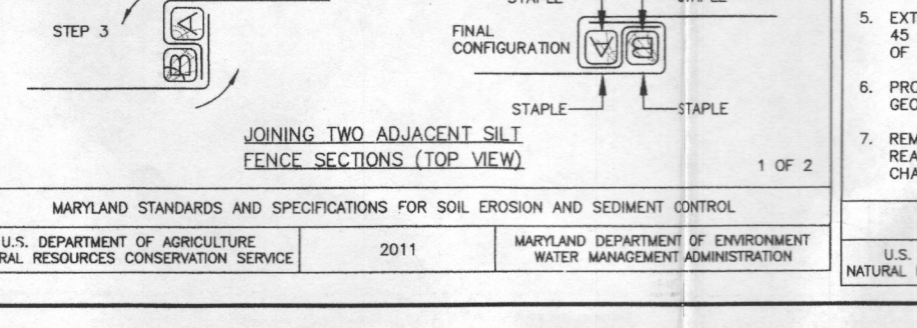 STAPLE
STAPLE
STEP 3
A
B
FINAL
CONFIGURATION
A
B
STAPLE
STAPLE
JOINING TWO ADJACENT SILT
FENCE SECTIONS (TOP VIEW)
1 OF 2
MARYLAND STANDARDS AND SPECIFICATIONS FOR SOIL EROSION AND SEDIMENT CONTROL
U.S. DEPARTMENT OF AGRICULTURE
RAL RESOURCES CONSERVATION SERVICE
2011
MARYLAND DEPARTMENT OF ENVIRONMENT
WATER MANAGEMENT ADMINISTRATION
5. EXT
45
OF
6. PRO
GEO
7. REM
REA
CHA
U.S.
NATURAL